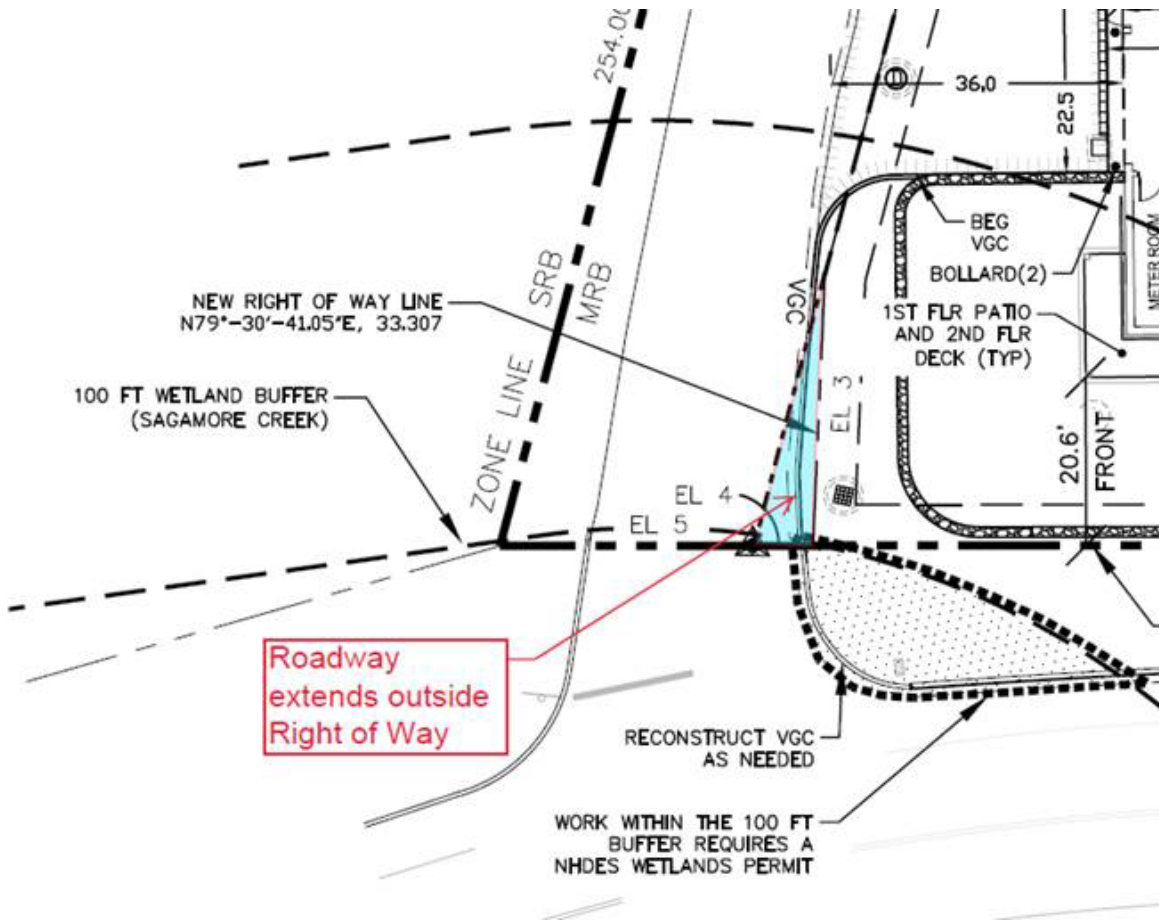 254.00
36.0
22.5
BEG
VGC
BOLLARD(2)
METER ROOM
SRB
MRB
VGC
NEW RIGHT OF WAY LINE
N79°-30'-41.05"E, 33.307
1ST FLR PATIO
AND 2ND FLR
DECK (TYP)
100 FT WETLAND BUFFER
(SAGAMORE CREEK)
ZONE LINE
EL 3
20.6'
FRONT
EL 4
EL 5
Roadway
extends outside
Right of Way
RECONSTRUCT VGC
AS NEEDED
WORK WITHIN THE 100 FT
BUFFER REQUIRES A
NHDES WETLANDS PERMIT